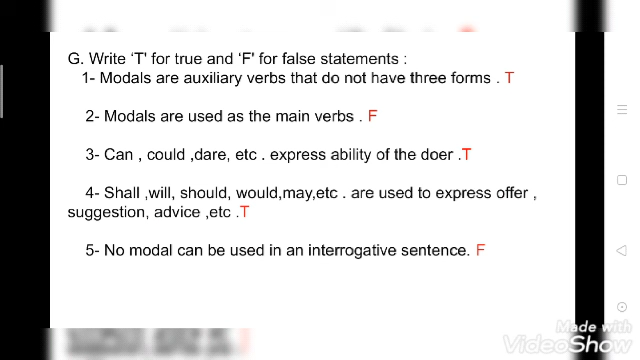 G. Write ‘T' for true and ‘F' for false statements :
1- Modals are auxiliary verbs that do not have three forms . T
2- Modals are used as the main verbs . F
3- Can , could ,dare, etc . express ability of the doer .T
4- Shall ,will, should, would,may,etc . are used to express offer ,
suggestion, advice ,etc .T
5- No modal can be used in an interrogative sentence. F
Made with
VideoShow